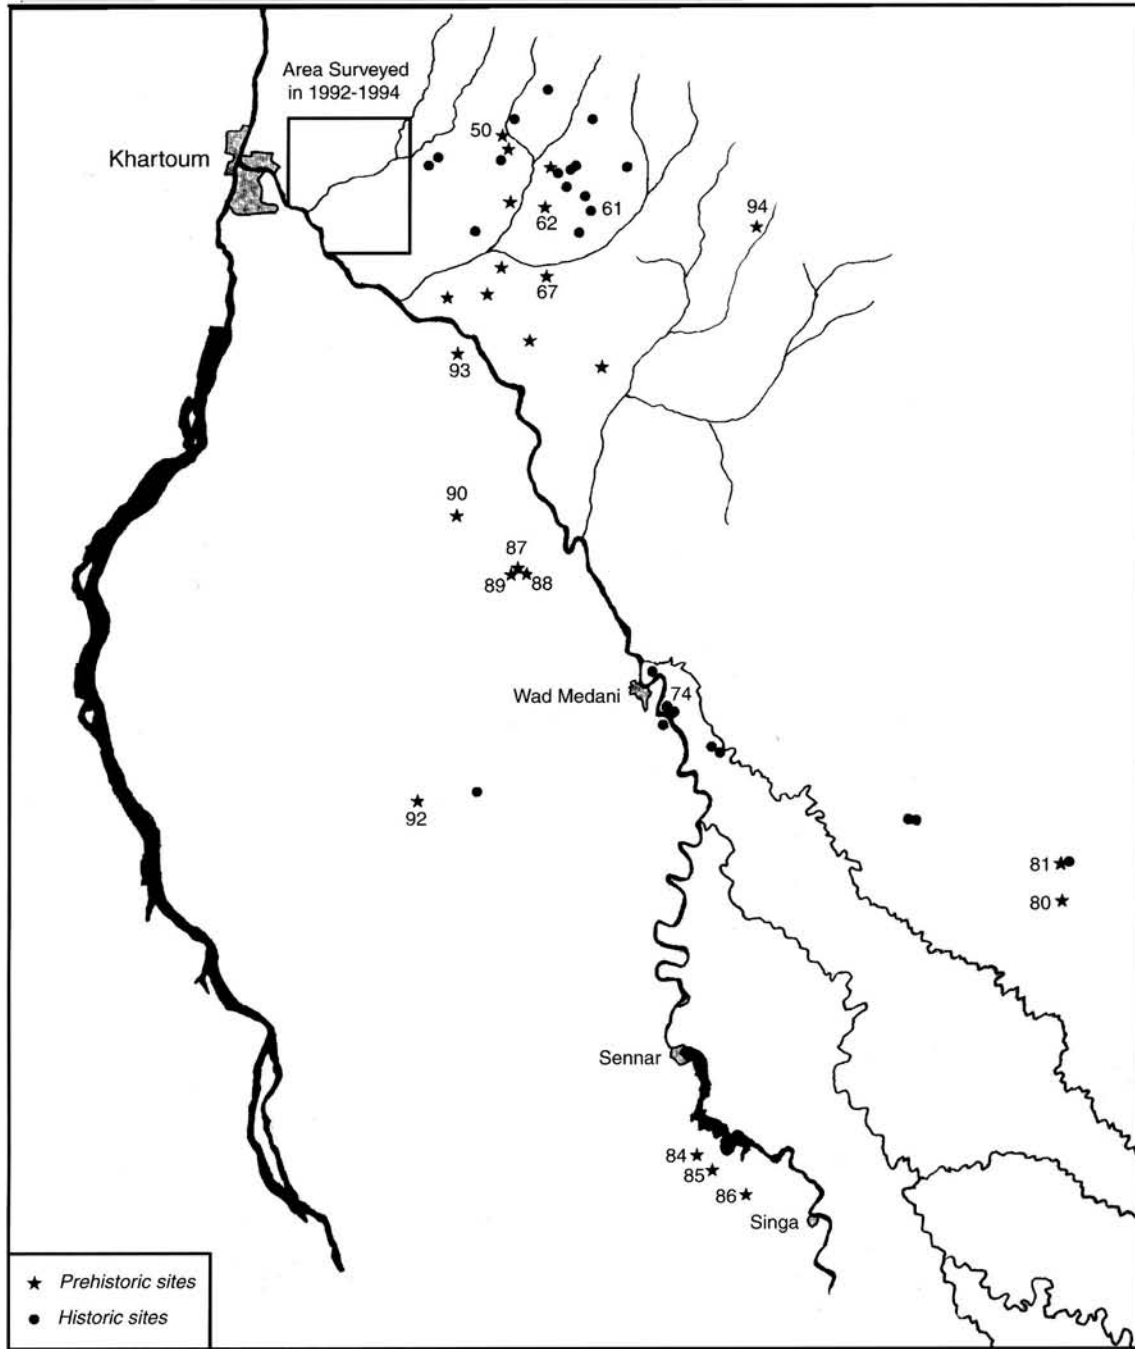 Area Surveyed
in 1992-1994
Khartoum
50
61
62
94
67
93
90
87
89
88
Wad Medani
74
92
81
80
Sennar
84
85
86
Singa
Prehistoric sites
Historic sites